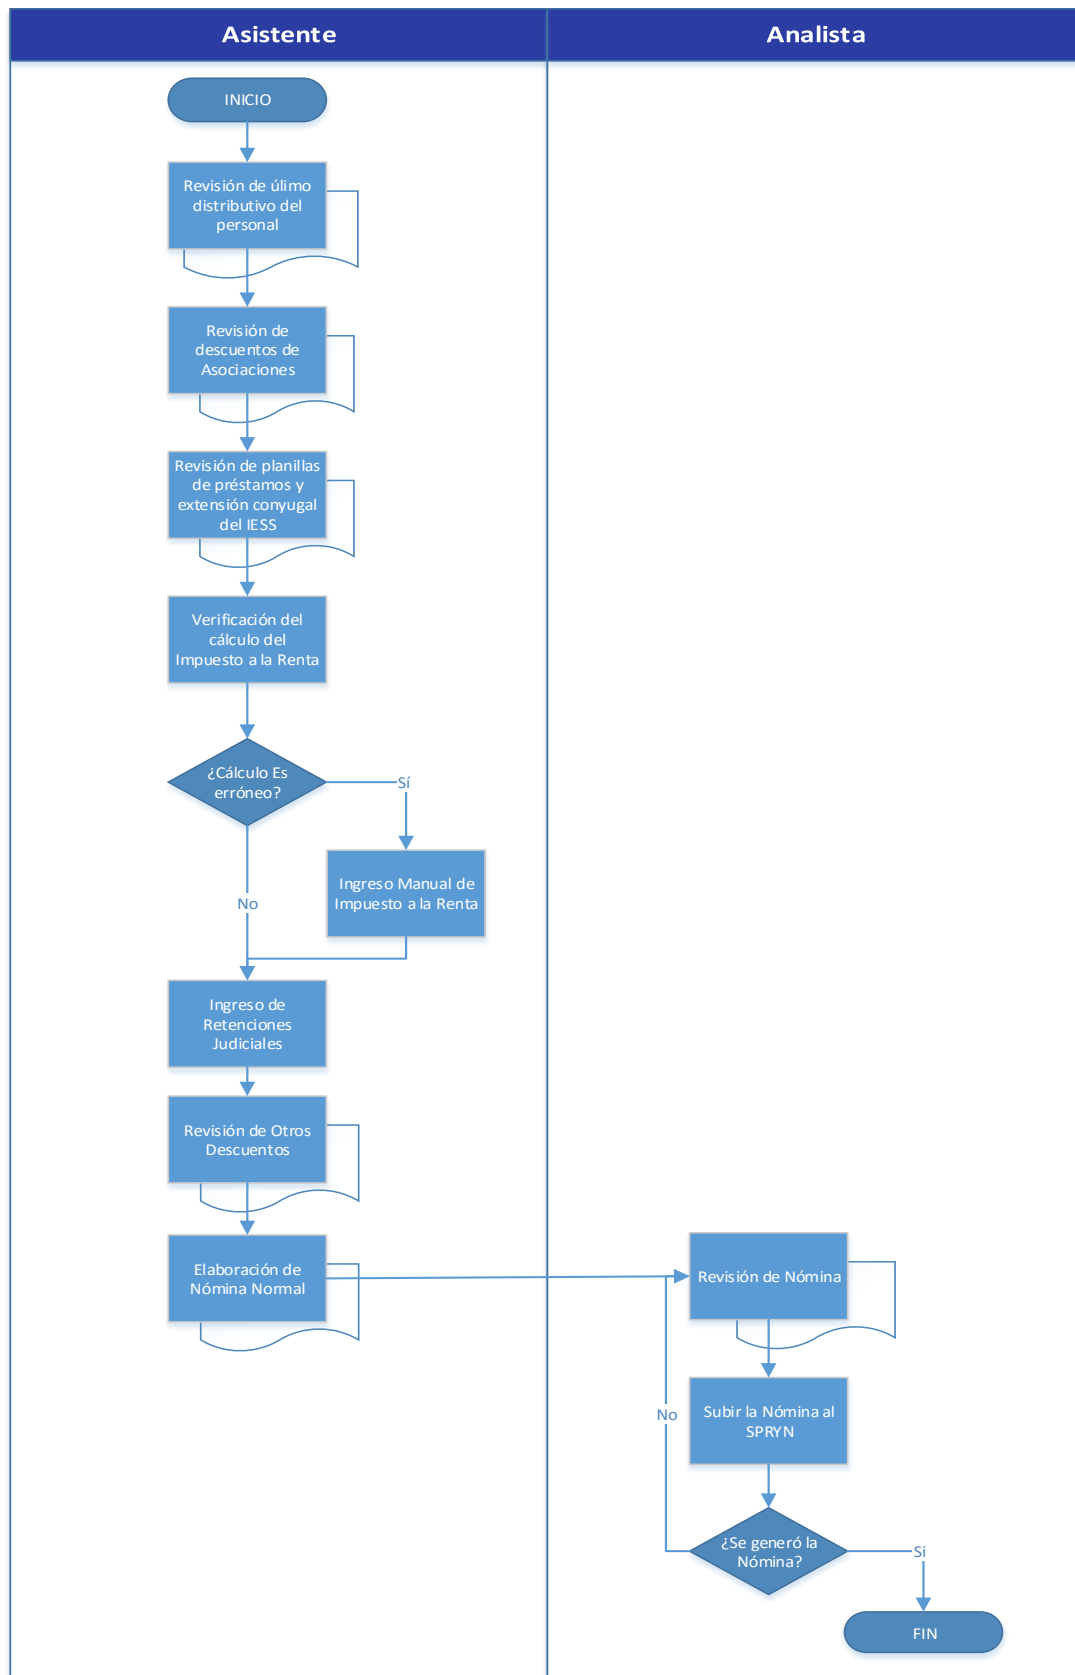 Asistente
Analista
INICIO
Revisión de úlimo
distributivo del
personal
Revisión de
descuentos de
Asociaciones
Revisión de planillas
de préstamos y
extensión conyugal
del IESS
Verificación del
cálculo del
Impuesto a la Renta
¿Cálculo Es
erróneo?
Sí
Ingreso Manual de
Impuesto a la Renta
No
Ingreso de
Retenciones
Judiciales
Revisión de Otros
Descuentos
Elaboración de
Nómina Normal
Revisión de Nómina
Subir la Nómina al
SPRYN
No
¿Se generó la
Nómina?
Si
FIN